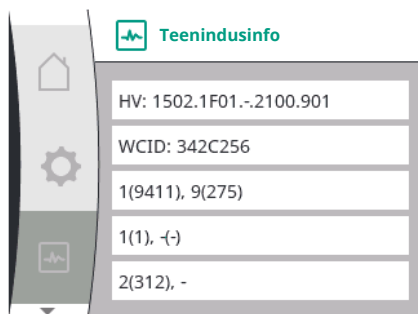 Teenindusinfo
HV: 1502.1F01.-.2100.901
WCID: 342C256
1(9411), 9(275)
1(1), -(-)
2(312), -